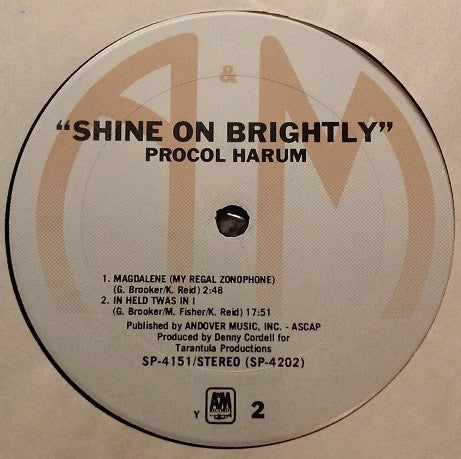 &
"SHINE ON BRIGHTLY"
PROCOL HARUM
1. MAGDALENE (MY REGAL ZONOPHONE)
(G. Brooker/K. Reid) 2:48
2. IN HELD TWAS IN I
(G. Brooker/M. Fisher/K. Reid) 17:51
Published by ANDOVER MUSIC, INC. - ASCAP
Produced by Denny Cordell for
Tarantula Productions
SP-4151/STEREO (SP-4202)
Y A&M 2